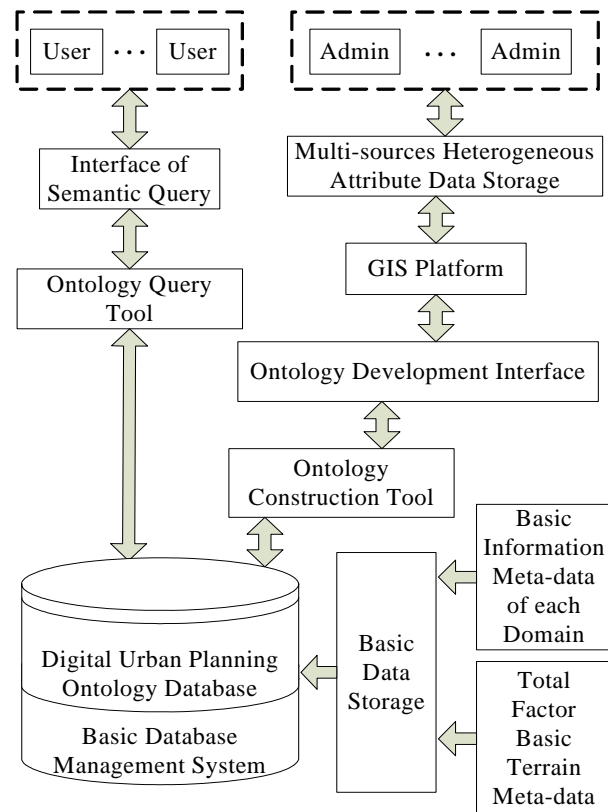 User ... User
Admin ... Admin
Interface of
Semantic Query
Multi-sources Heterogeneous
Attribute Data Storage
Ontology Query
Tool
GIS Platform
Ontology Development Interface
Ontology
Construction Tool
Basic
Information
Meta-data
of each
Domain
Digital Urban Planning
Ontology Database
Basic Database
Management System
Basic
Data
Storage
Total
Factor
Basic
Terrain
Meta-data